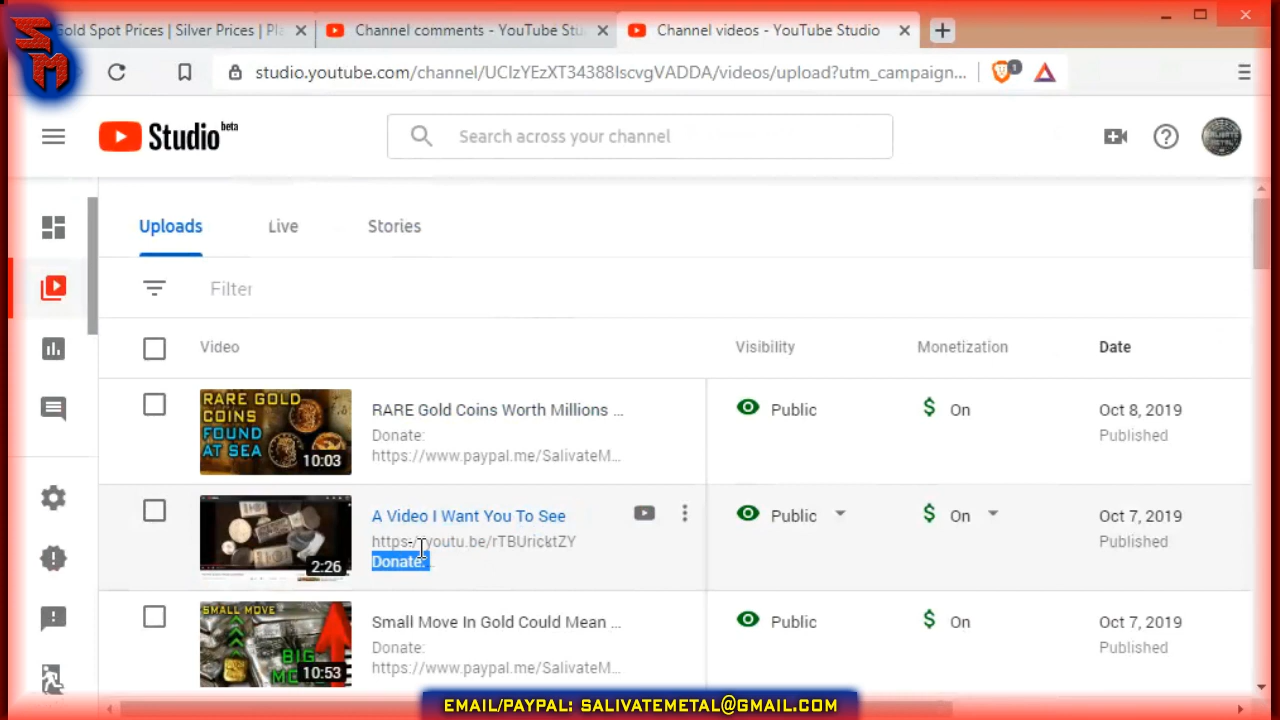 SM
Gold Spot Prices | Silver Prices | Pla
Channel comments - YouTube Stu
Channel videos - YouTube Studio
studio.youtube.com/channel/UCIzYEzXT34388IscvgVADDA/videos/upload?utm_campaign...
1
Studio beta
Search across your channel
SALIVATE METAL
Uploads
Live
Stories
Filter
Video
Visibility
Monetization
Date
RARE GOLD
COINS
FOUND
AT SEA
10:03
RARE Gold Coins Worth Millions ...
Donate:
https://www.paypal.me/SalivateM...
Public
On
Oct 8, 2019
Published
2:26
A Video I Want You To See
https://youtu.be/rTBUricktZY
Donate:
Public
On
Oct 7, 2019
Published
SMALL MOVE
BIG
10:53
Small Move In Gold Could Mean ...
Donate:
https://www.paypal.me/SalivateM...
Public
On
Oct 7, 2019
Published
EMAIL/PAYPAL: SALIVATEMETAL@GMAIL.COM